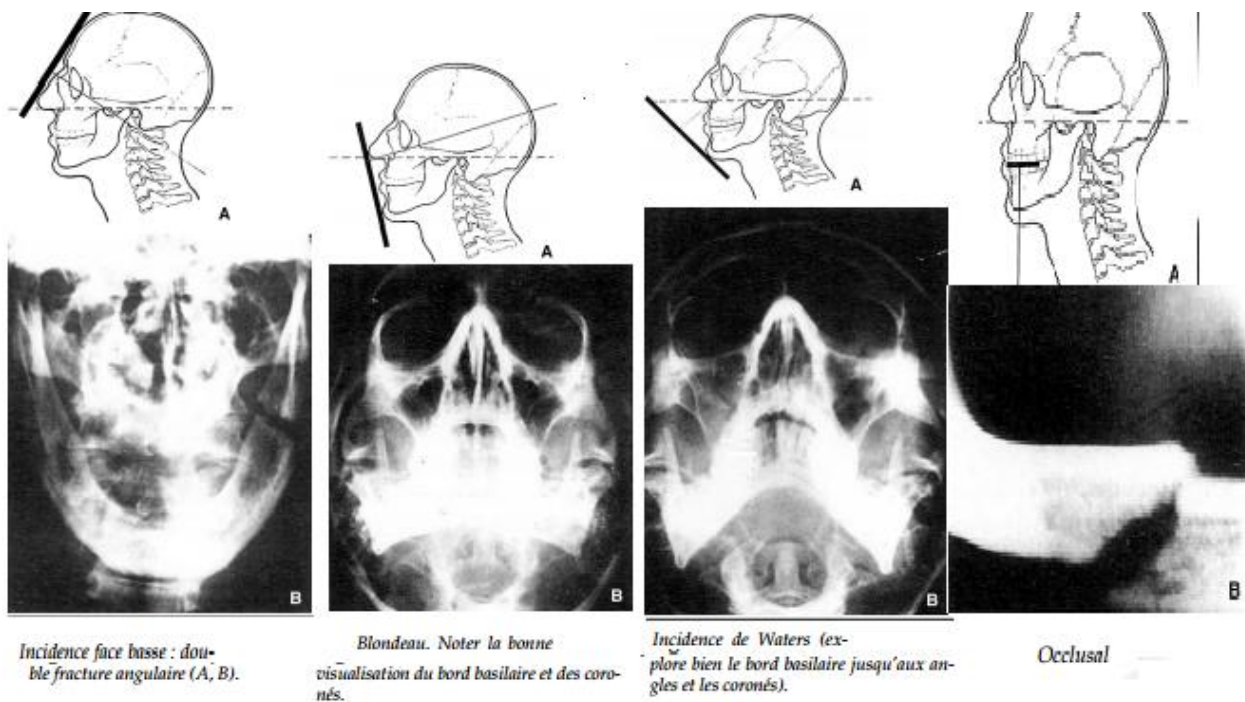 A
A
A
A
B
B
B
B
Incidence face basse : dou-
ble fracture angulaire (A, B).
Blondeau. Noter la bonne
visualisation du bord basilaire et des coro-
nés.
Incidence de Waters (ex-
plore bien le bord basilaire jusqu'aux an-
gles et les coronés).
Occlusal